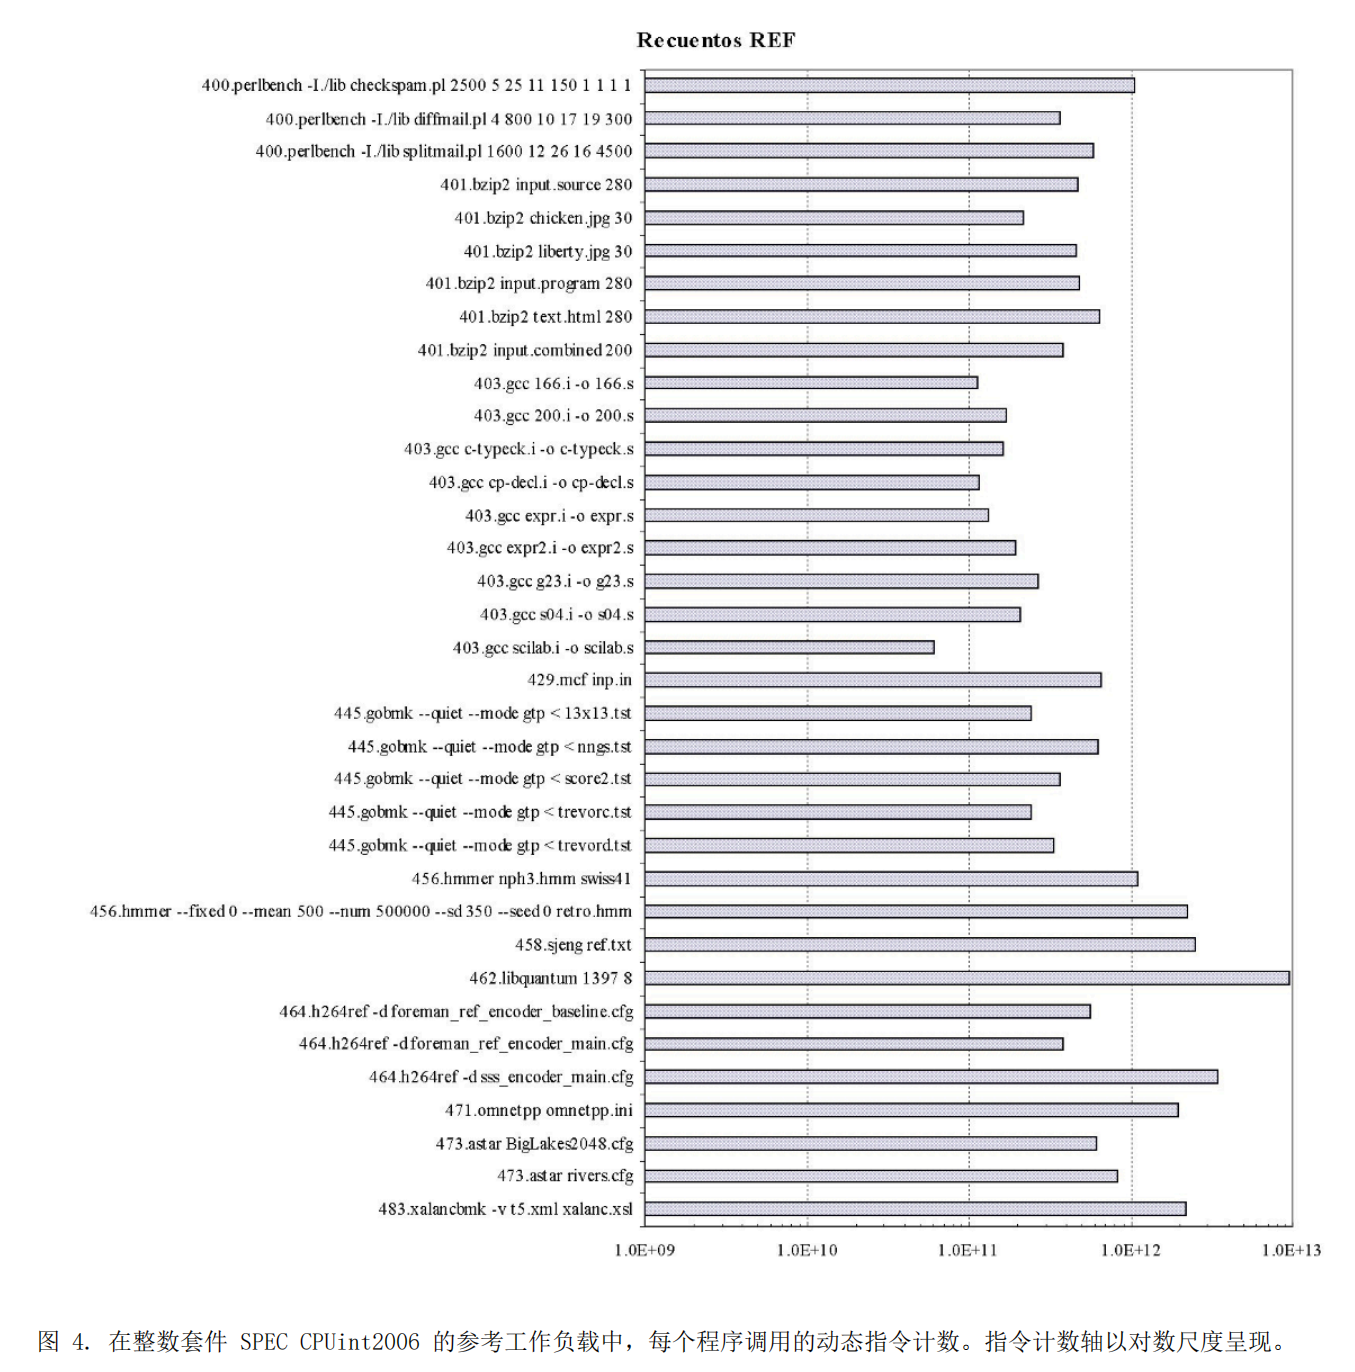 Recuentos REF
400.perlbench -I./lib checkspam.pl 2500 5 25 11 150 1 1 1 1
400.perlbench -I./lib diffmail.pl 4 800 10 17 19 300
400.perlbench -I./lib splitmail.pl 1600 12 26 16 4500
401.bzip2 input.source 280
401.bzip2 chicken.jpg 30
401.bzip2 liberty.jpg 30
401.bzip2 input.program 280
401.bzip2 text.html 280
401.bzip2 input.combined 200
403.gcc 166.i -o 166.s
403.gcc 200.i -o 200.s
403.gcc c-typeck.i -o c-typeck.s
403.gcc cp-decl.i -o cp-decl.s
403.gcc expr.i -o expr.s
403.gcc expr2.i -o expr2.s
403.gcc g23.i -o g23.s
403.gcc s04.i -o s04.s
403.gcc scilab.i -o scilab.s
429.mcf inp.in
445.gobmk --quiet --mode gtp < 13x13.tst
445.gobmk --quiet --mode gtp < nngs.tst
445.gobmk --quiet --mode gtp < score2.tst
445.gobmk --quiet --mode gtp < trevorc.tst
445.gobmk --quiet --mode gtp < trevord.tst
456.hmmer nph3.hmm swiss41
456.hmmer --fixed 0 --mean 500 --num 500000 --sd 350 --seed 0 retro.hmm
458.sjeng ref.txt
462.libquantum 1397 8
464.h264ref -d foreman_ref_encoder_baseline.cfg
464.h264ref -d foreman_ref_encoder_main.cfg
464.h264ref -d sss_encoder_main.cfg
471.omnetpp omnetpp.ini
473.astar BigLakes2048.cfg
473.astar rivers.cfg
483.xalancbmk -v t5.xml xalanc.xsl
1.0E+09 1.0E+10 1.0E+11 1.0E+12 1.0E+13
图 4. 在整数套件 SPEC CPUint2006 的参考工作负载中，每个程序调用的动态指令计数。指令计数轴以对数尺度呈现。